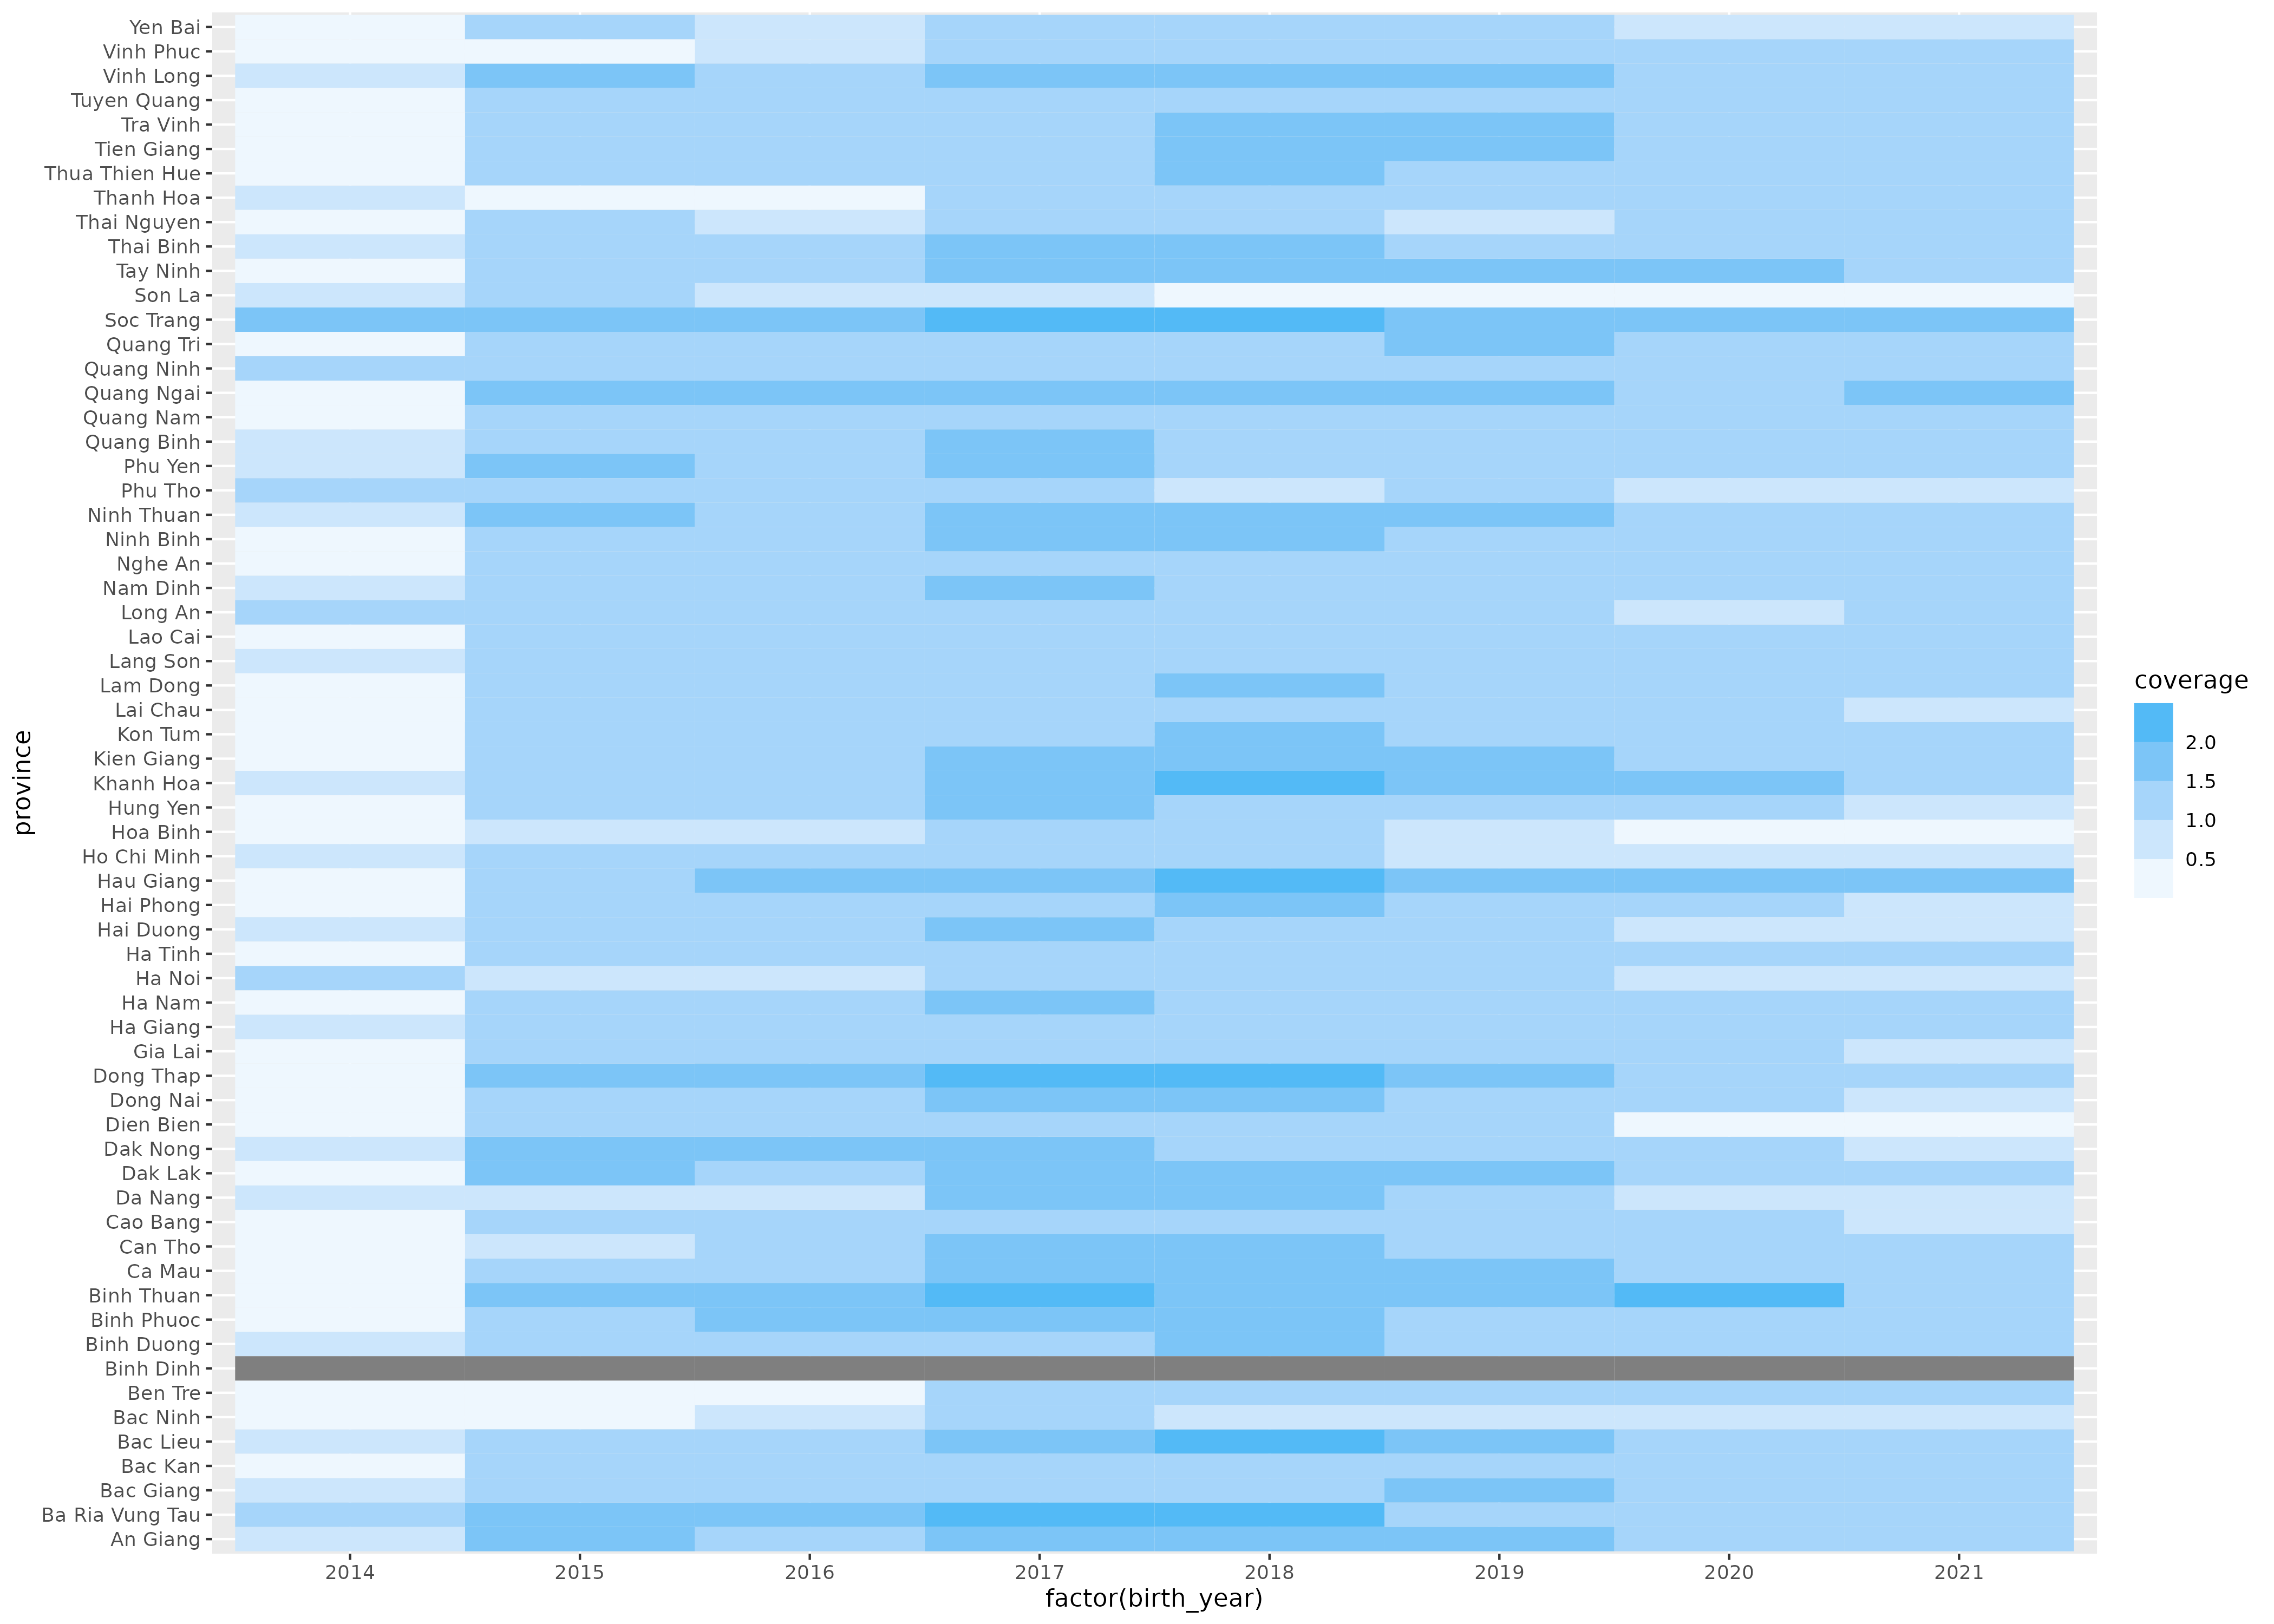 Yen Bai
Vinh Phuc
Vinh Long
Tuyen Quang
Tra Vinh
Tien Giang
Thua Thien Hue
Thanh Hoa
Thai Nguyen
Thai Binh
Tay Ninh
Son La
Soc Trang
Quang Tri
Quang Ninh
Quang Ngai
Quang Nam
Quang Binh
Phu Yen
Phu Tho
Ninh Thuan
Ninh Binh
Nghe An
Nam Dinh
Long An
Lao Cai
Lang Son
Lam Dong
Lai Chau
Kon Tum
Kien Giang
Khanh Hoa
Hung Yen
Hoa Binh
Ho Chi Minh
Hau Giang
Hai Phong
Hai Duong
Ha Tinh
Ha Noi
Ha Nam
Ha Giang
Gia Lai
Dong Thap
Dong Nai
Dien Bien
Dak Nong
Dak Lak
Da Nang
Cao Bang
Can Tho
Ca Mau
Binh Thuan
Binh Phuoc
Binh Duong
Binh Dinh
Ben Tre
Bac Ninh
Bac Lieu
Bac Kan
Bac Giang
Ba Ria Vung Tau
An Giang
province
2014 2015 2016 2017 2018 2019 2020 2021
factor(birth_year)
coverage
2.0
1.5
1.0
0.5